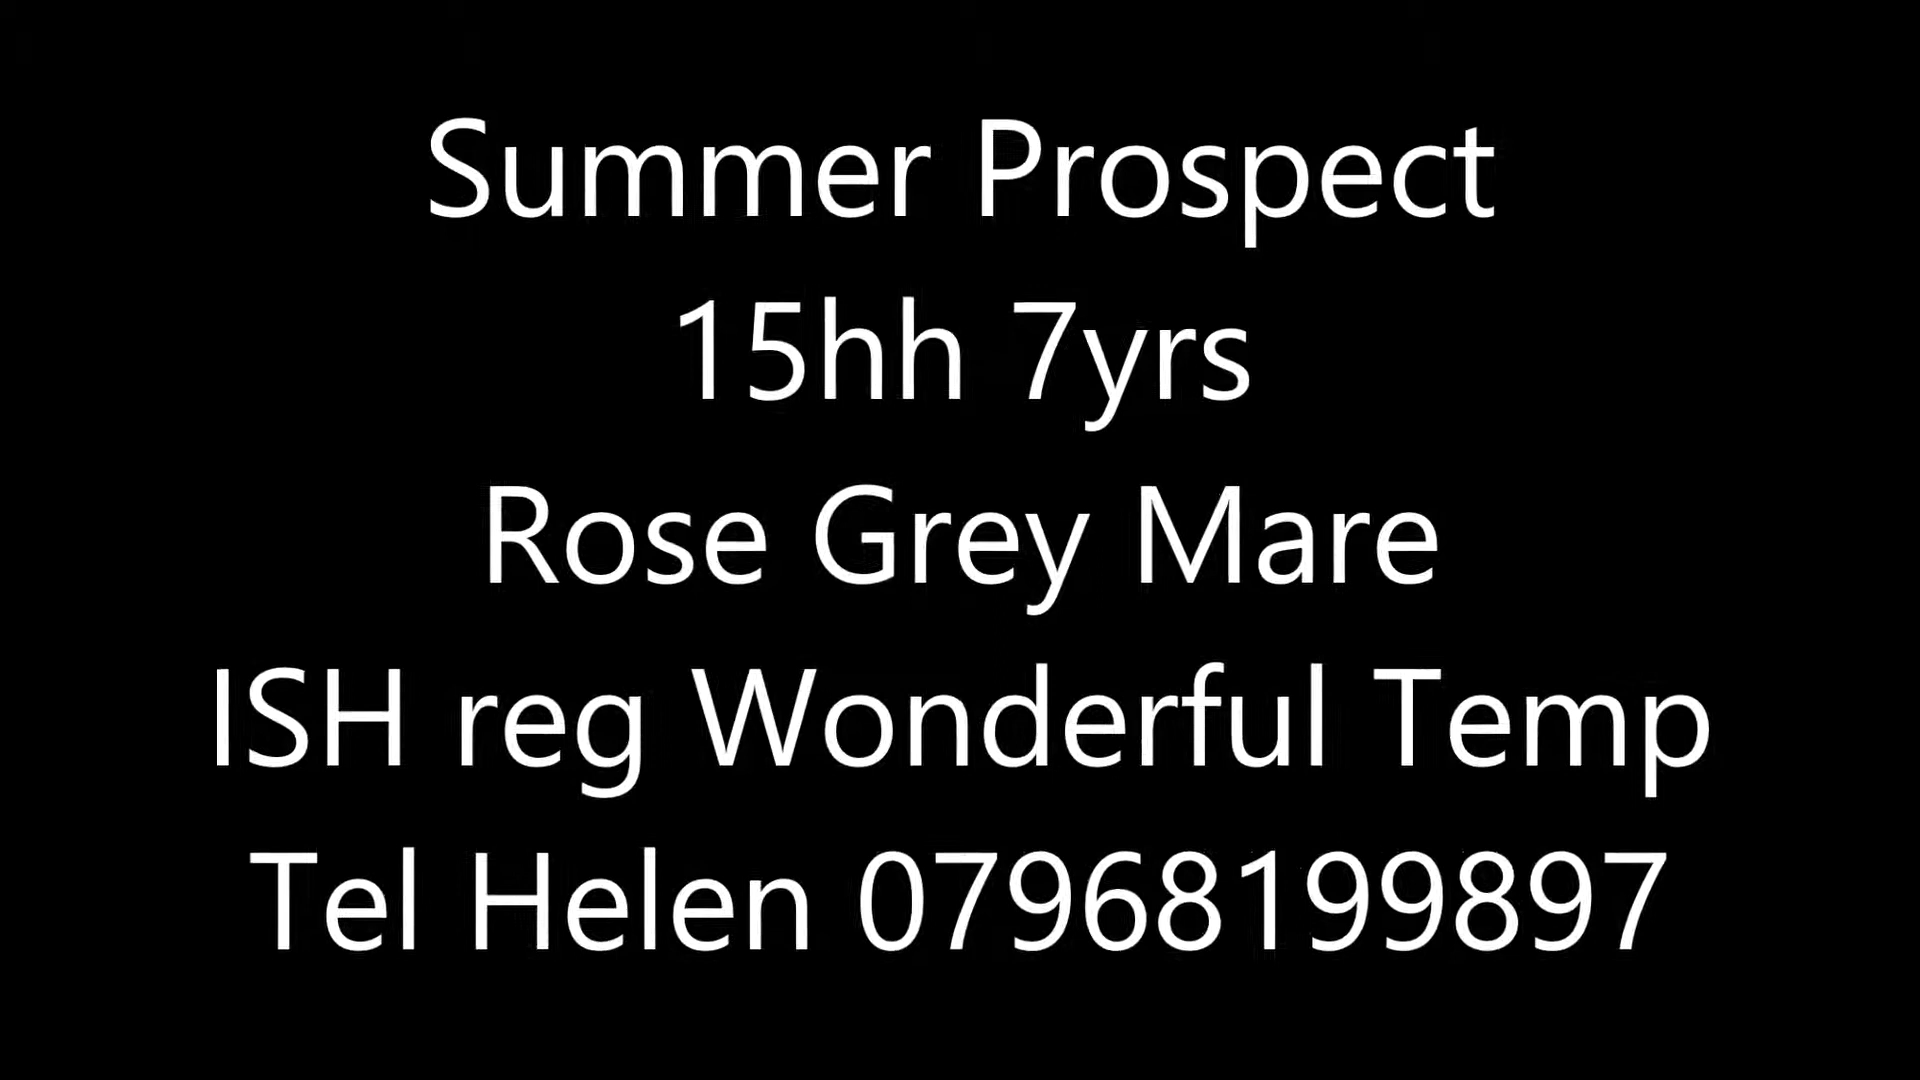 Summer Prospect
15hh 7yrs
Rose Grey Mare
ISH reg Wonderful Temp
Tel Helen 07968199897